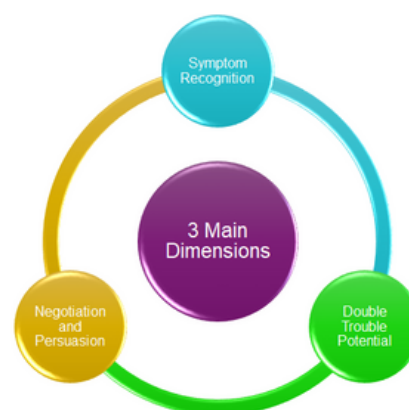 Symptom
Recognition
3 Main
Dimensions
Negotiation
and
Persuasion
Double
Trouble
Potential